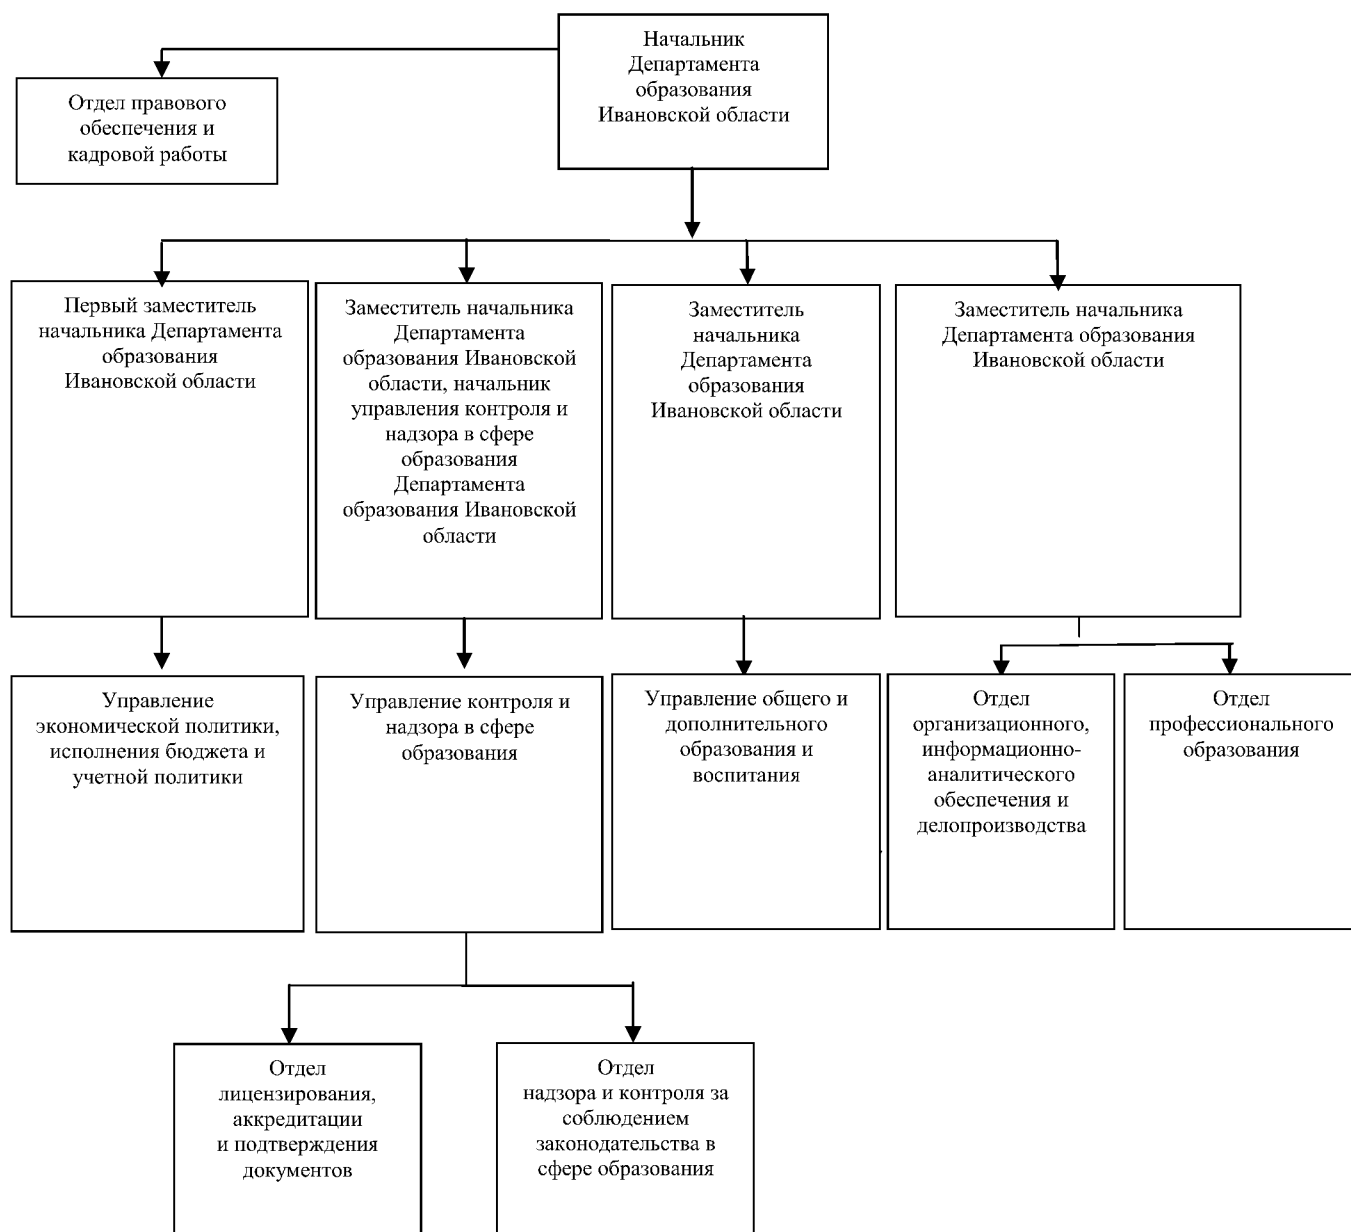 Начальник
Департамента
образования
Ивановской области
Отдел правового
обеспечения и
кадровой работы
Первый заместитель
начальника Департамента
образования
Ивановской области
Заместитель начальника
Департамента
образования Ивановской
области, начальник
управления контроля и
надзора в сфере
образования
Департамента
образования Ивановской
области
Заместитель
начальника
Департамента
образования
Ивановской области
Заместитель начальника
Департамента образования
Ивановской области
Управление
экономической политики,
исполнения бюджета и
учетной политики
Управление контроля и
надзора в сфере
образования
Управление общего и
дополнительного
образования и
воспитания
Отдел
организационного,
информационно-
аналитического
обеспечения и
делопроизводства
Отдел
профессионального
образования
Отдел
лицензирования,
аккредитации
и подтверждения
документов
Отдел
надзора и контроля за
соблюдением
законодательства в
сфере образования